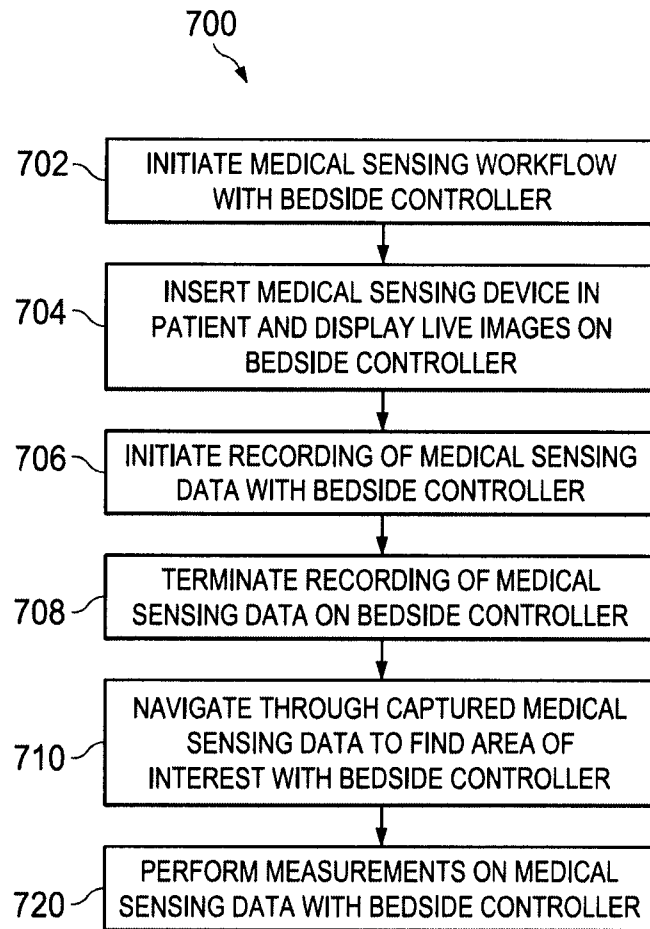 700
702
INITIATE MEDICAL SENSING WORKFLOW
WITH BEDSIDE CONTROLLER
704
INSERT MEDICAL SENSING DEVICE IN
PATIENT AND DISPLAY LIVE IMAGES ON
BEDSIDE CONTROLLER
706
INITIATE RECORDING OF MEDICAL SENSING
DATA WITH BEDSIDE CONTROLLER
708
TERMINATE RECORDING OF MEDICAL
SENSING DATA ON BEDSIDE CONTROLLER
710
NAVIGATE THROUGH CAPTURED MEDICAL
SENSING DATA TO FIND AREA OF
INTEREST WITH BEDSIDE CONTROLLER
720
PERFORM MEASUREMENTS ON MEDICAL
SENSING DATA WITH BEDSIDE CONTROLLER